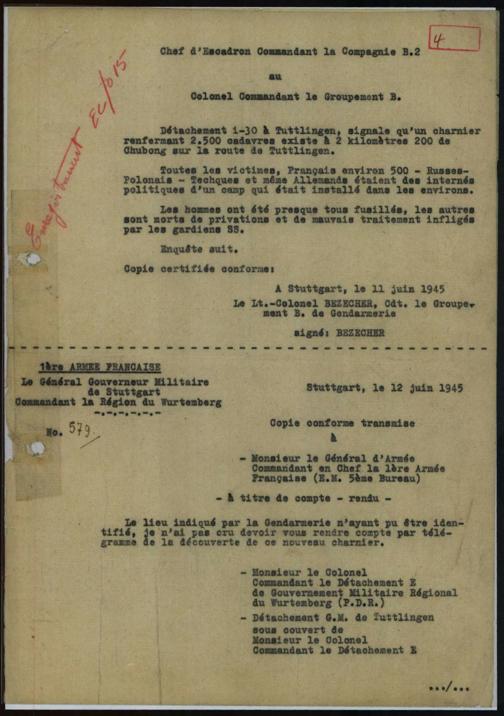 4
Enregistrement EC/015
Chef d'Escadron Commandant la Compagnie B.2
au
Colonel Commandant le Groupement B.
Détachement 1-30 à Tuttlingen, signale qu'un charnier
renfermant 2.500 cadavres existe à 2 kilomètres 200 de
Chubong sur la route de Tuttlingen.
Toutes les victimes, Français environ 500 - Russes-
Polonais - Techques et même Allemands étaient des internés
politiques d'un camp qui était installé dans les environs.
Les hommes ont été presque tous fusillés, les autres
sont morts de privations et de mauvais traitement infligés
par les gardiens SS.
Enquête suit.
Copie certifiée conforme:
A Stuttgart, le 11 juin 1945
Le Lt.-Colonel BEZECHER, Cdt. le Groupe-
ment B. de Gendarmerie
signé: BEZECHER
1ère ARMEE FRANCAISE
Le Général Gouverneur Militaire
de Stuttgart
Commandant la Région du Wurtemberg
-.-.-.-.-.-
No. 579.
Stuttgart, le 12 juin 1945
Copie conforme transmise
à
- Monsieur le Général d'Armée
Commandant en Chef la 1ère Armée
Française (E.M. 5ème Bureau)
- à titre de compte - rendu -
Le lieu indiqué par la Gendarmerie n'ayant pu être iden-
tifié, je n'ai pas cru devoir vous rendre compte par télé-
gramme de la découverte de ce nouveau charnier.
- Monsieur le Colonel
Commandant le Détachement E
de Gouvernement Militaire Régional
du Wurtemberg (P.D.R.)
- Détachement G.M. de Tuttlingen
sous couvert de
Monsieur le Colonel
Commandant le Détachement E
.../...